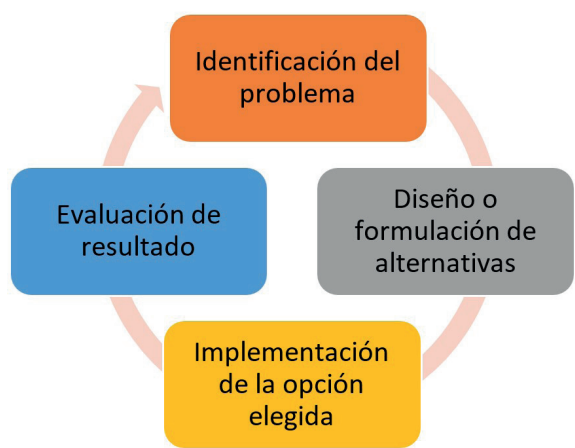 Identificación del
problema
Diseño o
formulación de
alternativas
Implementación
de la opción
elegida
Evaluación de
resultado